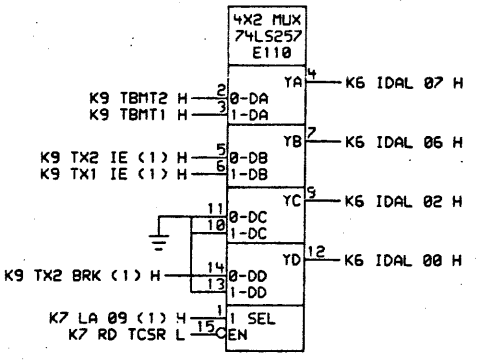 4X2 MUX
74LS257
E110
YA 4 K6 IDAL 07 H
K9 TBMT2 H 2 0-DA
K9 TBMT1 H 3 1-DA
YB 7 K6 IDAL 06 H
K9 TX2 IE (1) H 5 0-DB
K9 TX1 IE (1) H 6 1-DB
YC 9 K6 IDAL 02 H
11 0-DC
10 1-DC
YD 12 K6 IDAL 00 H
K9 TX2 BRK (1) H 14 0-DD
13 1-DD
K7 LA 09 (1) H 1 1 SEL
K7 RD TCSR L 15 EN